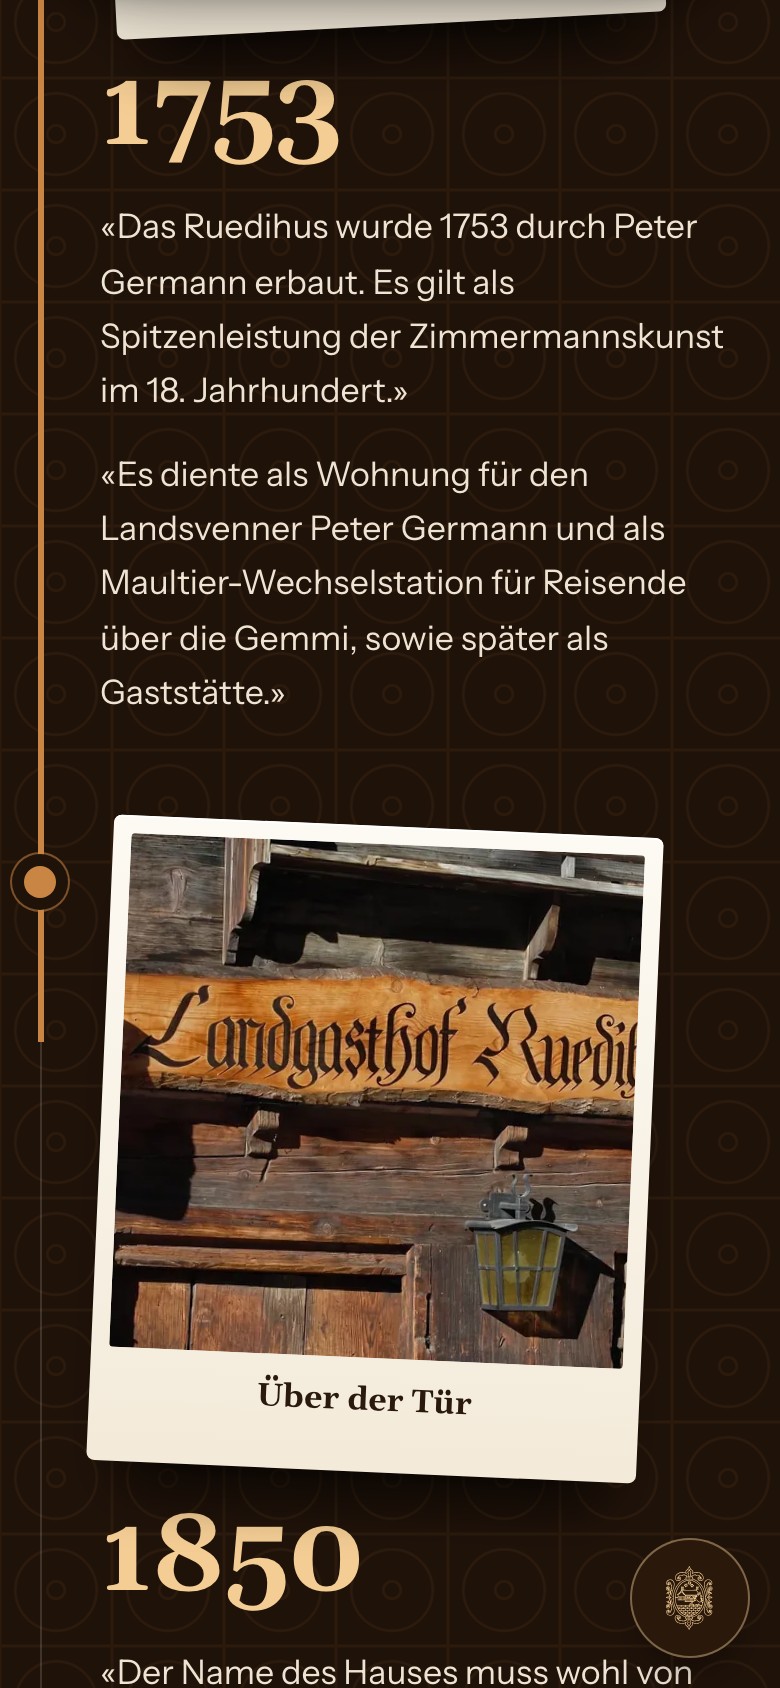 1753
«Das Ruedihus wurde 1753 durch Peter
Germann erbaut. Es gilt als
Spitzenleistung der Zimmermannskunst
im 18. Jahrhundert.»
«Es diente als Wohnung für den
Landsvenner Peter Germann und als
Maultier-Wechselstation für Reisende
über die Gemmi, sowie später als
Gaststätte.»
Landgasthof
Über der Tür
1850
«Der Name des Hauses muss wohl von